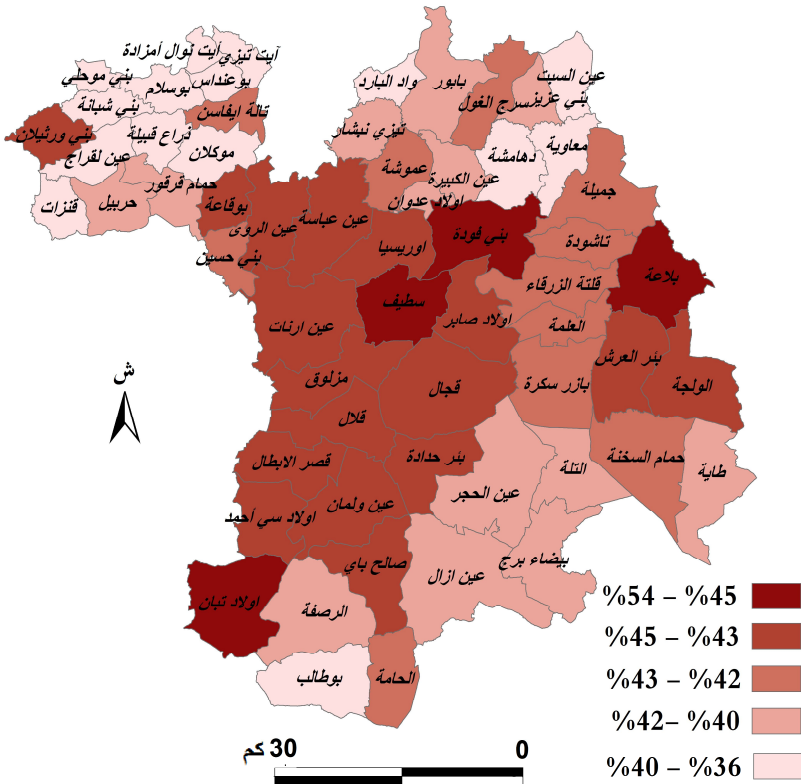 آيت نوال أمزادة
آيت تيزي
بني موحلي
بوسلام
بوعنداس
بني شبانة
تالة ايفاسن
بني ورثيلان
ذراع قبيلة
عين لقراج
موكلان
حمام قرقور
حربيل
قنزات
بوقاعة
بني حسين
عين الروى
عين عباسة
واد البارد
بابور
سرج الغول
عين السبت
بني عزيز
تيزي نبشار
عموشة
عين الكبيرة
دهامشة
معاوية
اولاد عدوان
جميلة
اوريسيا
بني فودة
تاشودة
بلاعة
قلتة الزرقاء
سطيف
اولاد صابر
العلمة
عين ارنات
بئر العرش
الولجة
بازر سكرة
مزلوق
قجال
قلال
ش
قصر الابطال
بئر حدادة
حمام السخنة
طاية
التلة
عين الحجر
عين ولمان
اولاد سي أحمد
صالح باي
عين ازال
بيضاء برج
اولاد تبان
الرصفة
بوطالب
الحامة
%54 – %45
%45 – %43
%43 – %42
%42– %40
%40 – %36
30 كم
0